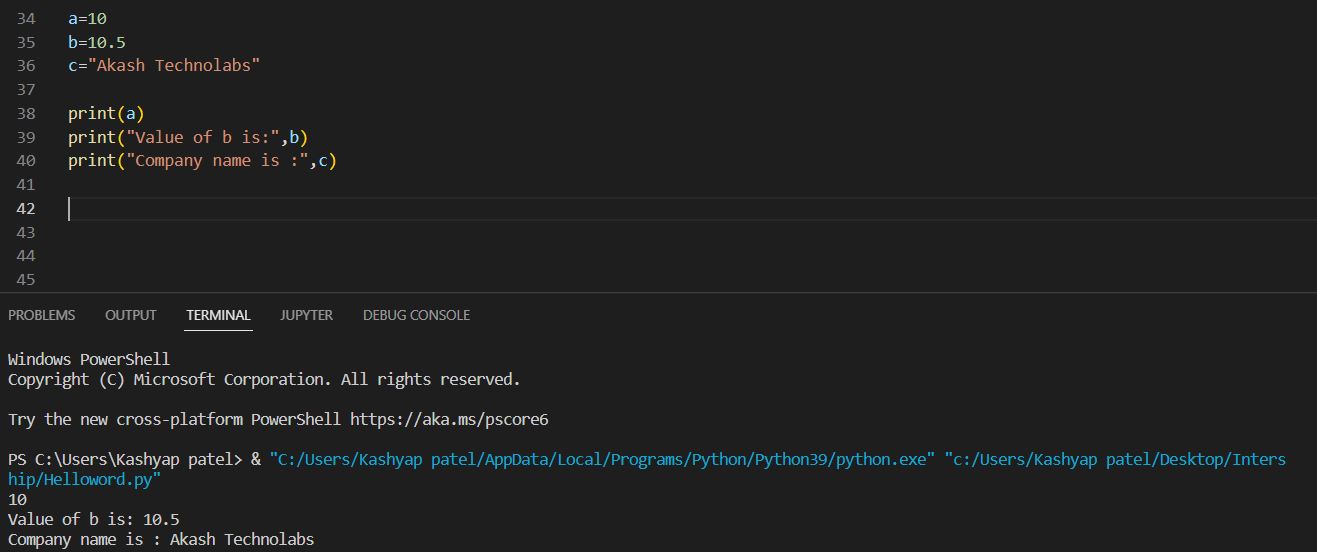 34 a=10
35 b=10.5
36 c="Akash Technolabs"
37
38 print(a)
39 print("Value of b is:",b)
40 print("Company name is :",c)
41
42
43
44
45
PROBLEMS OUTPUT TERMINAL JUPYTER DEBUG CONSOLE
Windows PowerShell
Copyright (C) Microsoft Corporation. All rights reserved.
Try the new cross-platform PowerShell https://aka.ms/pscore6
PS C:\Users\Kashyap patel> & "C:/Users/Kashyap patel/AppData/Local/Programs/Python/Python39/python.exe" "c:/Users/Kashyap patel/Desktop/Inters
hip/Helloword.py"
10
Value of b is: 10.5
Company name is : Akash Technolabs